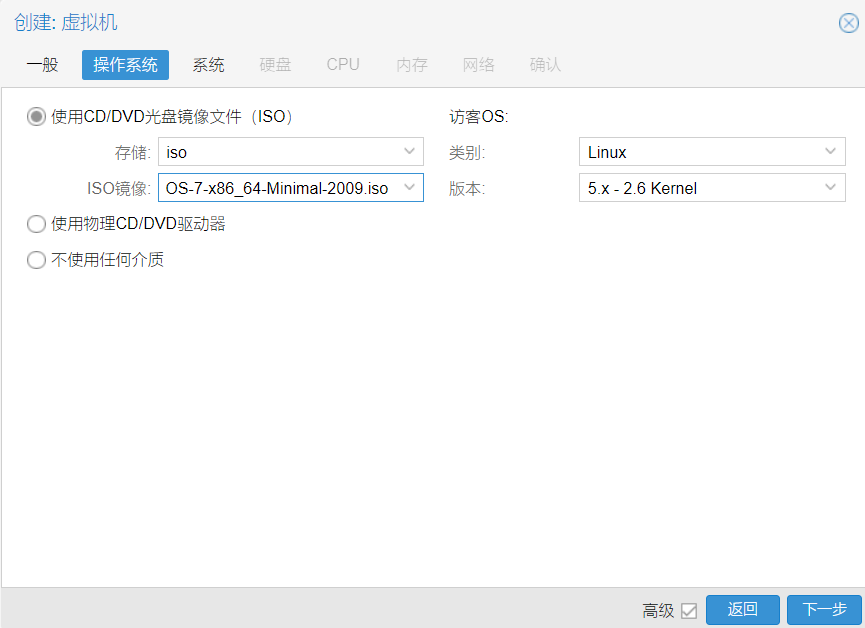 创建: 虚拟机
一般 操作系统 系统 硬盘 CPU 内存 网络 确认
使用CD/DVD光盘镜像文件（ISO） 访客OS:
存储: iso 类别: Linux
ISO镜像: OS-7-x86_64-Minimal-2009.iso 版本: 5.x - 2.6 Kernel
使用物理CD/DVD驱动器
不使用任何介质
高级 返回 下一步